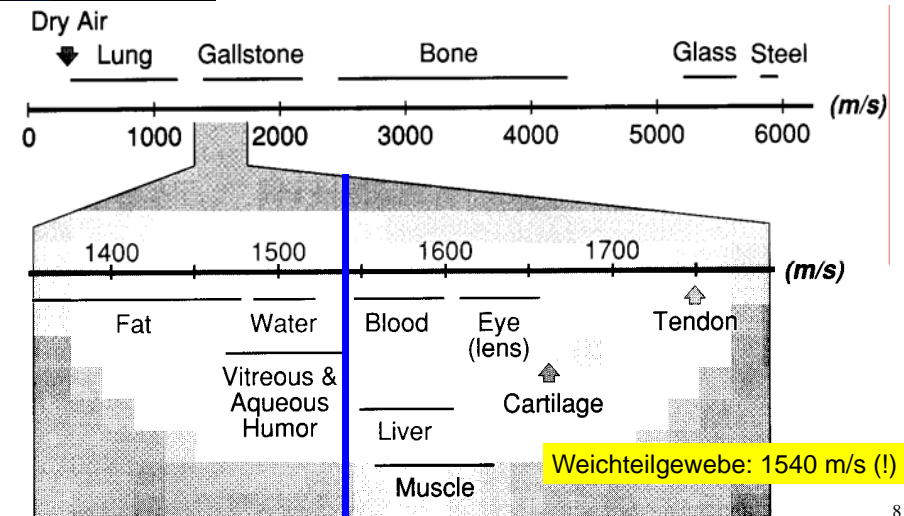 Dry Air
Lung Gallstone Bone Glass Steel
(m/s)
0 1000 2000 3000 4000 5000 6000
1400 1500 1600 1700
(m/s)
Fat Water Blood Eye (lens) Tendon
Vitreous &
Aqueous
Humor
Cartilage
Liver
Weichteilgewebe: 1540 m/s (!)
Muscle
8